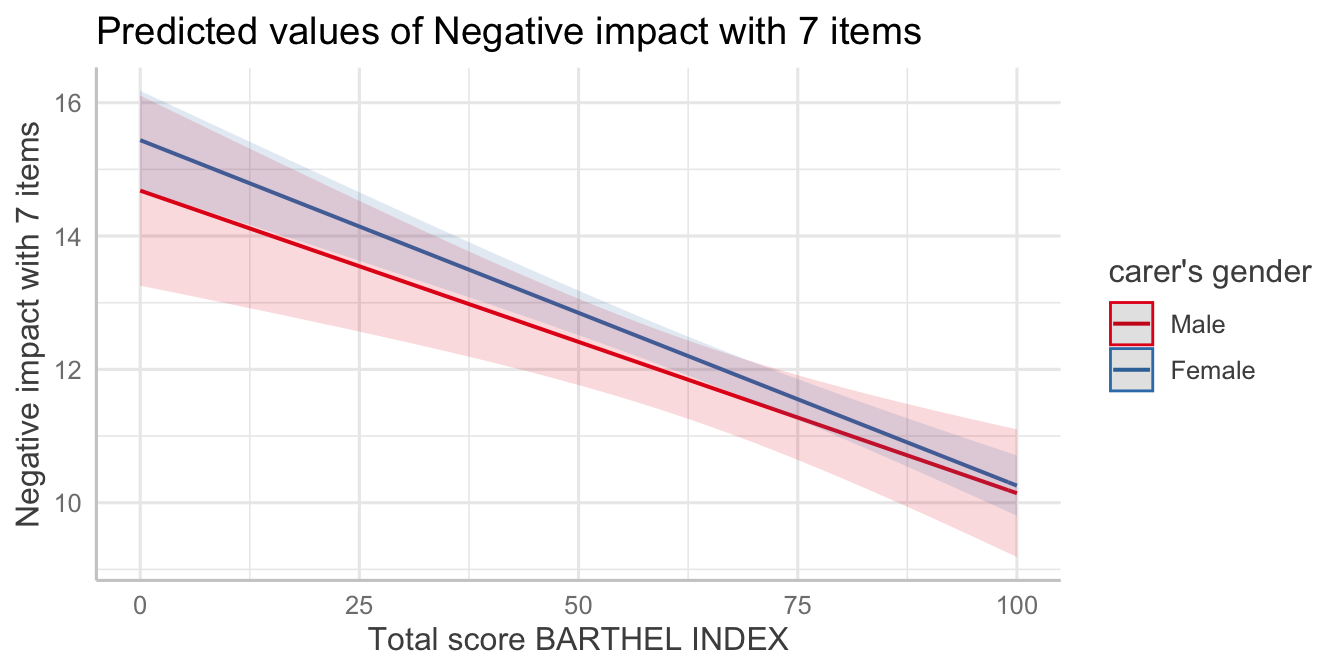 Predicted values of Negative impact with 7 items
Negative impact with 7 items
16
14
12
10
0 25 50 75 100
Total score BARTHEL INDEX
carer's gender
Male
Female